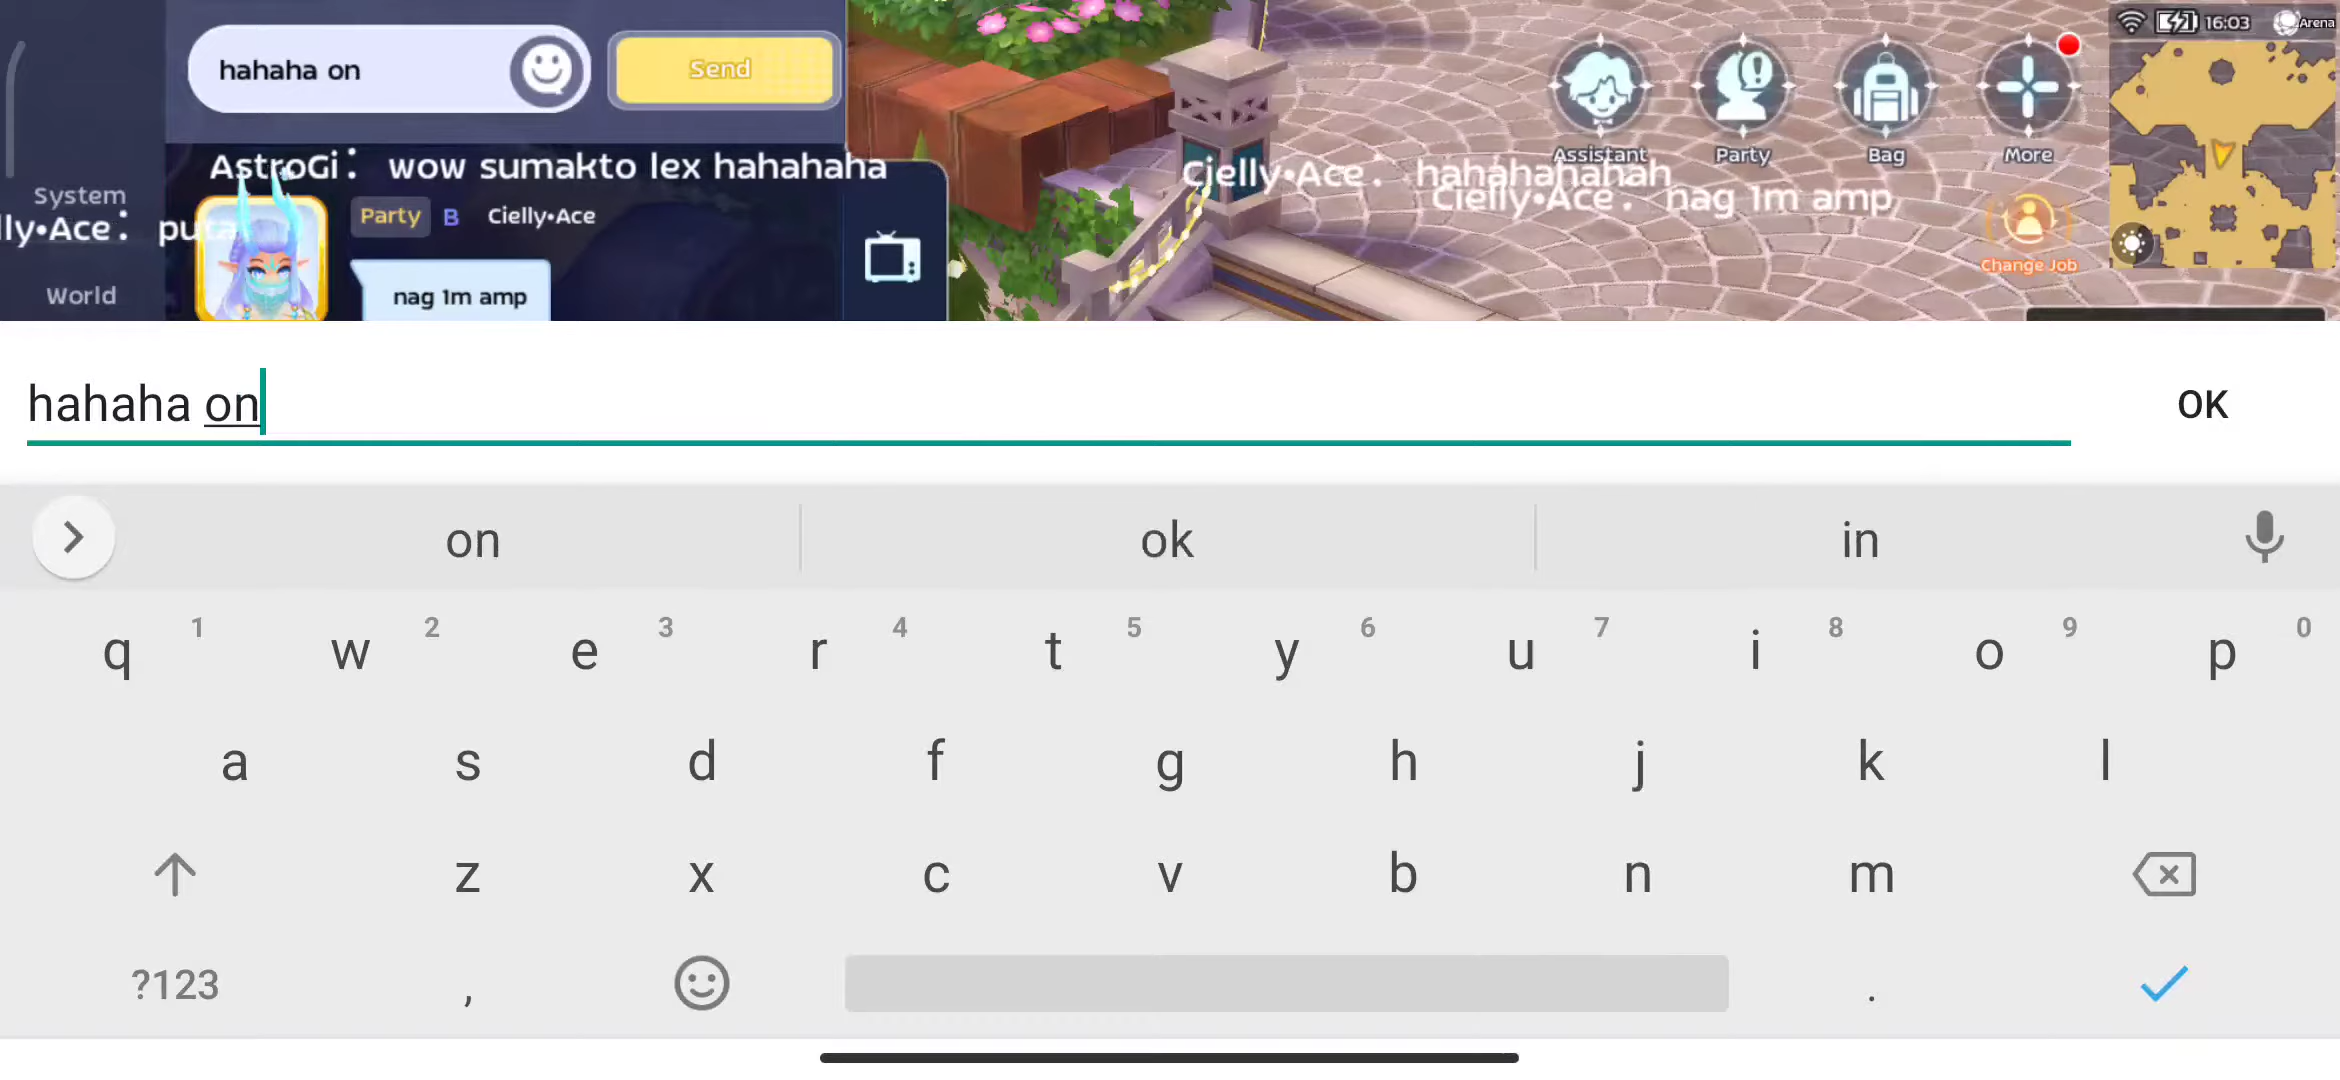 hahaha on
Send
16:03
Arena
AstroGi: wow sumakto lex hahahaha
System
Party B Cielly•Ace
lly•Ace: puta
nag 1m amp
World
Assistant
Party
Bag
More
Cielly•Ace: hahahahahah
Cielly•Ace: nag 1m amp
Change Job
hahaha on
OK
on
ok
in
q 1 w 2 e 3 r 4 t 5 y 6 u 7 i 8 o 9 p 0
a s d f g h j k l
z x c v b n m
?123 , .